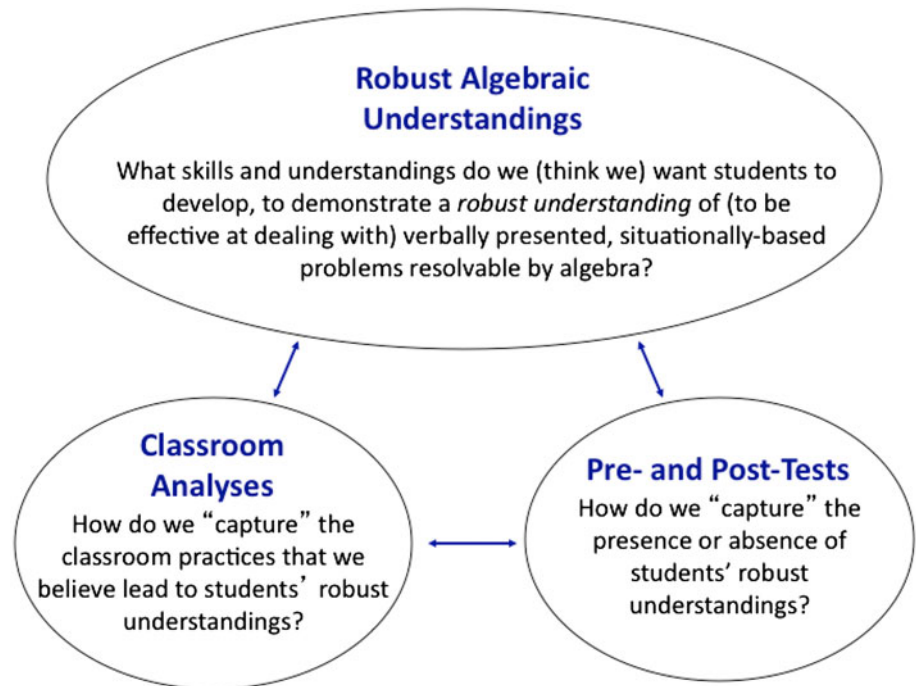 Robust Algebraic
Understandings
What skills and understandings do we (think we) want students to
develop, to demonstrate a robust understanding of (to be
effective at dealing with) verbally presented, situationally-based
problems resolvable by algebra?
Classroom
Analyses
How do we “capture” the
classroom practices that we
believe lead to students’ robust
understandings?
Pre- and Post-Tests
How do we “capture” the
presence or absence of
students’ robust
understandings?